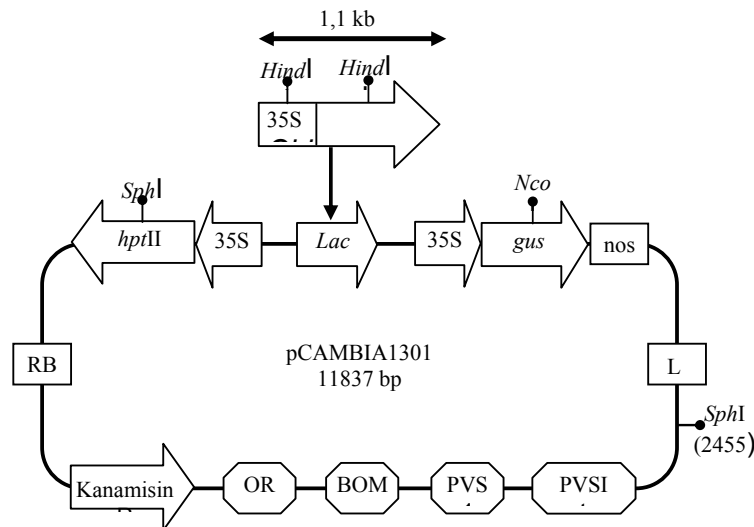 1,1 kb
HindI HindI
35S
SphI Nco
hptII 35S Lac 35S gus nos
RB pCAMBIA1301 L
11837 bp
SphI
(2455)
Kanamisin OR BOM PVS PVSI